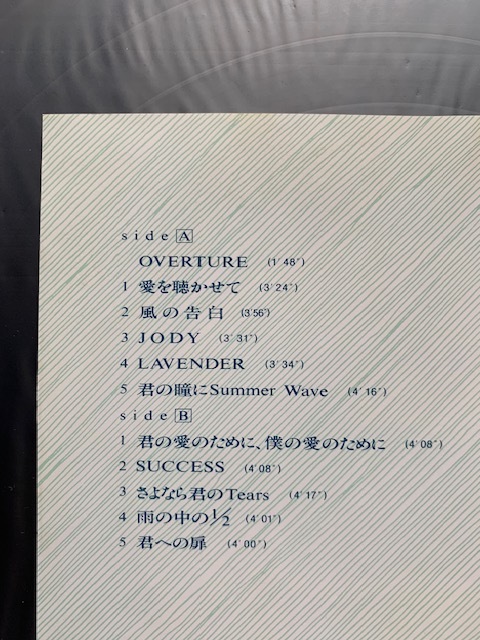 side A
OVERTURE (1'48")
1 愛を聴かせて (3'24")
2 風の告白 (3'56")
3 JODY (3'31")
4 LAVENDER (3'34")
5 君の瞳にSummer Wave (4'16")
side B
1 君の愛のために、僕の愛のために (4'08")
2 SUCCESS (4'08")
3 さよなら君のTears (4'17")
4 雨の中の1/2 (4'01")
5 君への扉 (4'00")